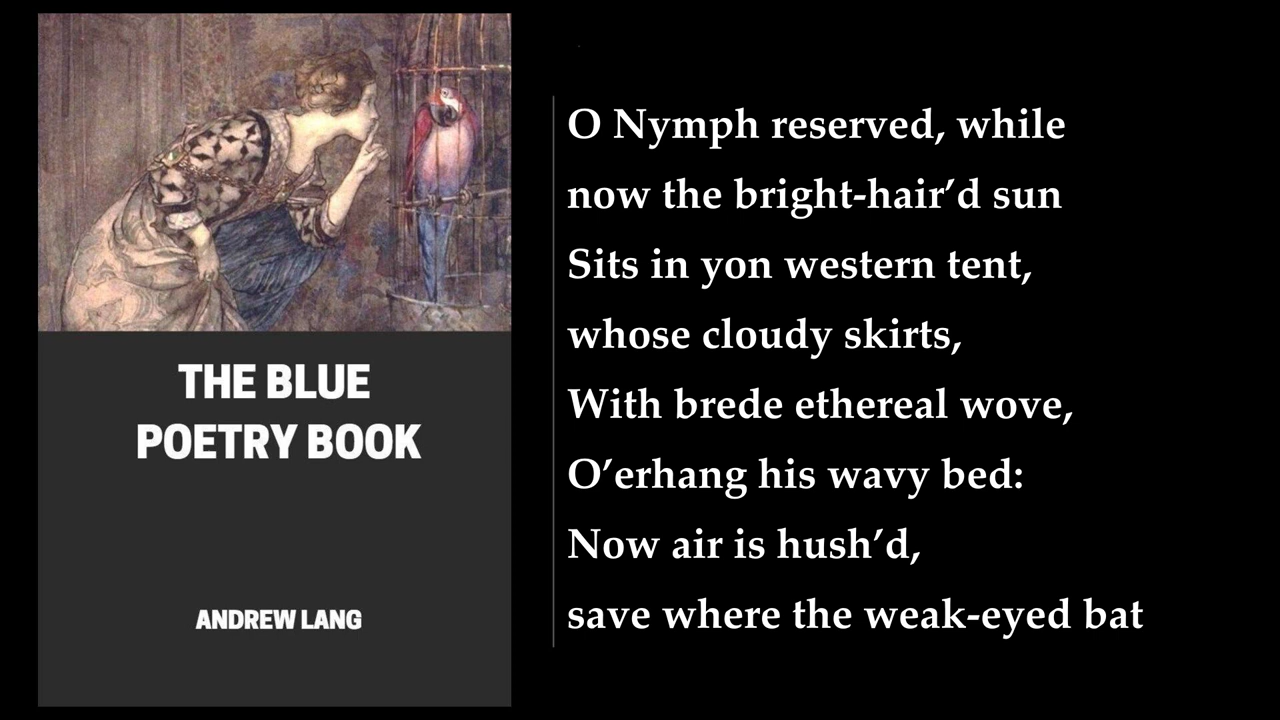 THE BLUE
POETRY BOOK
ANDREW LANG
O Nymph reserved, while
now the bright-hair’d sun
Sits in yon western tent,
whose cloudy skirts,
With brede ethereal wove,
O’erhang his wavy bed:
Now air is hush’d,
save where the weak-eyed bat